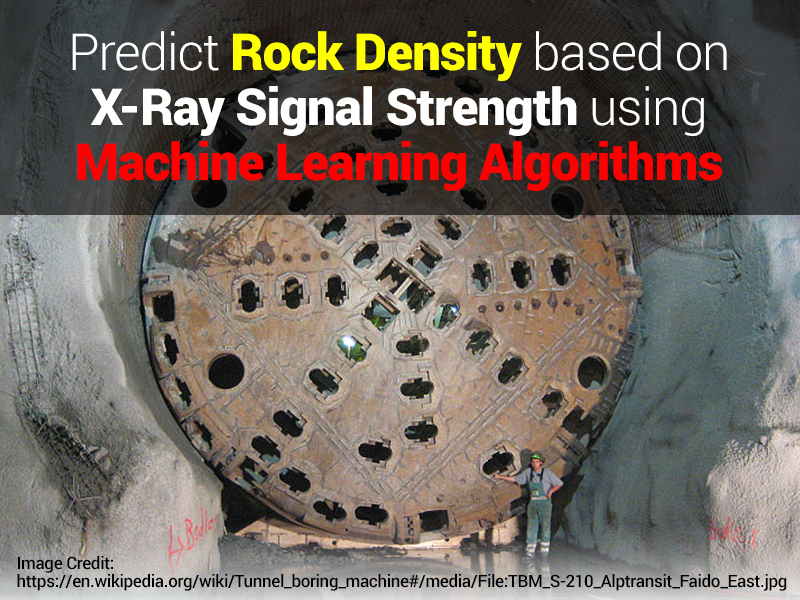 Predict Rock Density based on
X-Ray Signal Strength using
Machine Learning Algorithms
Image Credit:
https://en.wikipedia.org/wiki/Tunnel_boring_machine#/media/File:TBM_S-210_Alptransit_Faido_East.jpg